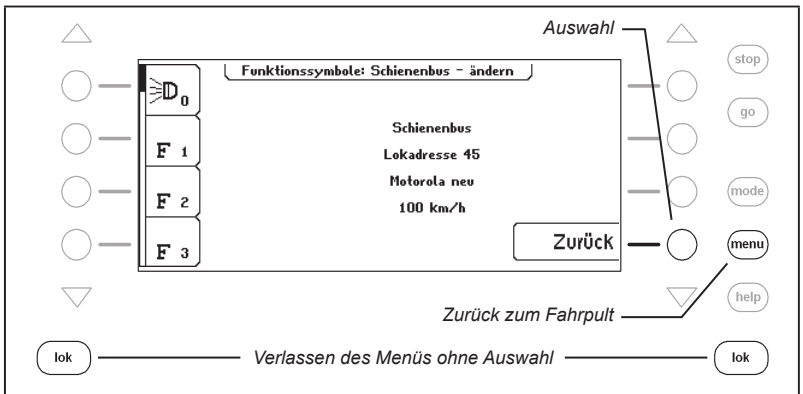 Auswahl
stop
Funktionssymbole: Schienenbus - ändern
0
go
Schienenbus
F 1
Lokadresse 45
Motorola neu
F 2
mode
100 km/h
F 3
Zurück
menu
help
Zurück zum Fahrpult
lok
Verlassen des Menüs ohne Auswahl
lok